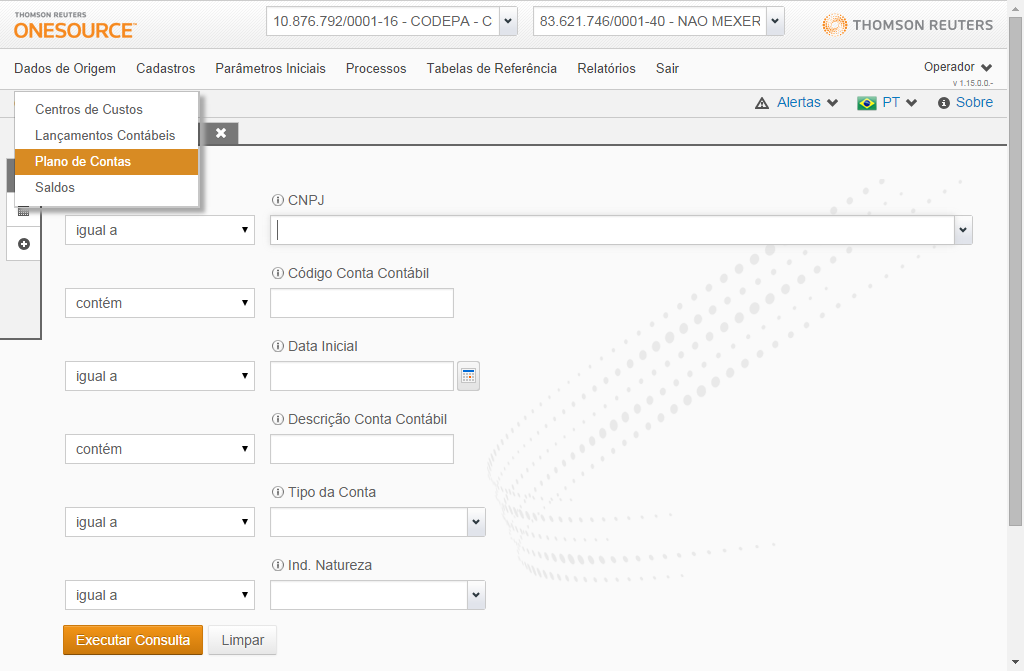 THOMSON REUTERS
ONESOURCE™
10.876.792/0001-16 - CODEPA - C
83.621.746/0001-40 - NAO MEXER
THOMSON REUTERS
Dados de Origem Cadastros Parâmetros Iniciais Processos Tabelas de Referência Relatórios Sair
Operador
v 1.15.0.0.-
Alertas PT Sobre
Centros de Custos
Lançamentos Contábeis
Plano de Contas
Saldos
CNPJ
igual a
Código Conta Contábil
contém
Data Inicial
igual a
Descrição Conta Contábil
contém
Tipo da Conta
igual a
Ind. Natureza
igual a
Executar Consulta Limpar